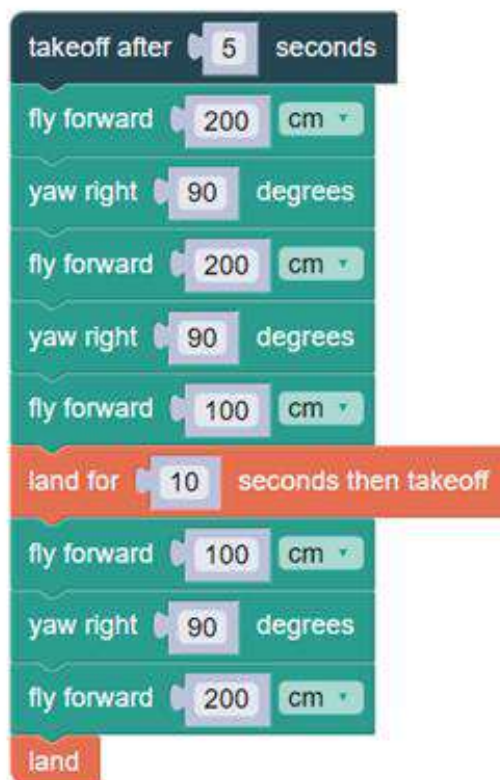 takeoff after 5 seconds
fly forward 200 cm
yaw right 90 degrees
fly forward 200 cm
yaw right 90 degrees
fly forward 100 cm
land for 10 seconds then takeoff
fly forward 100 cm
yaw right 90 degrees
fly forward 200 cm
land